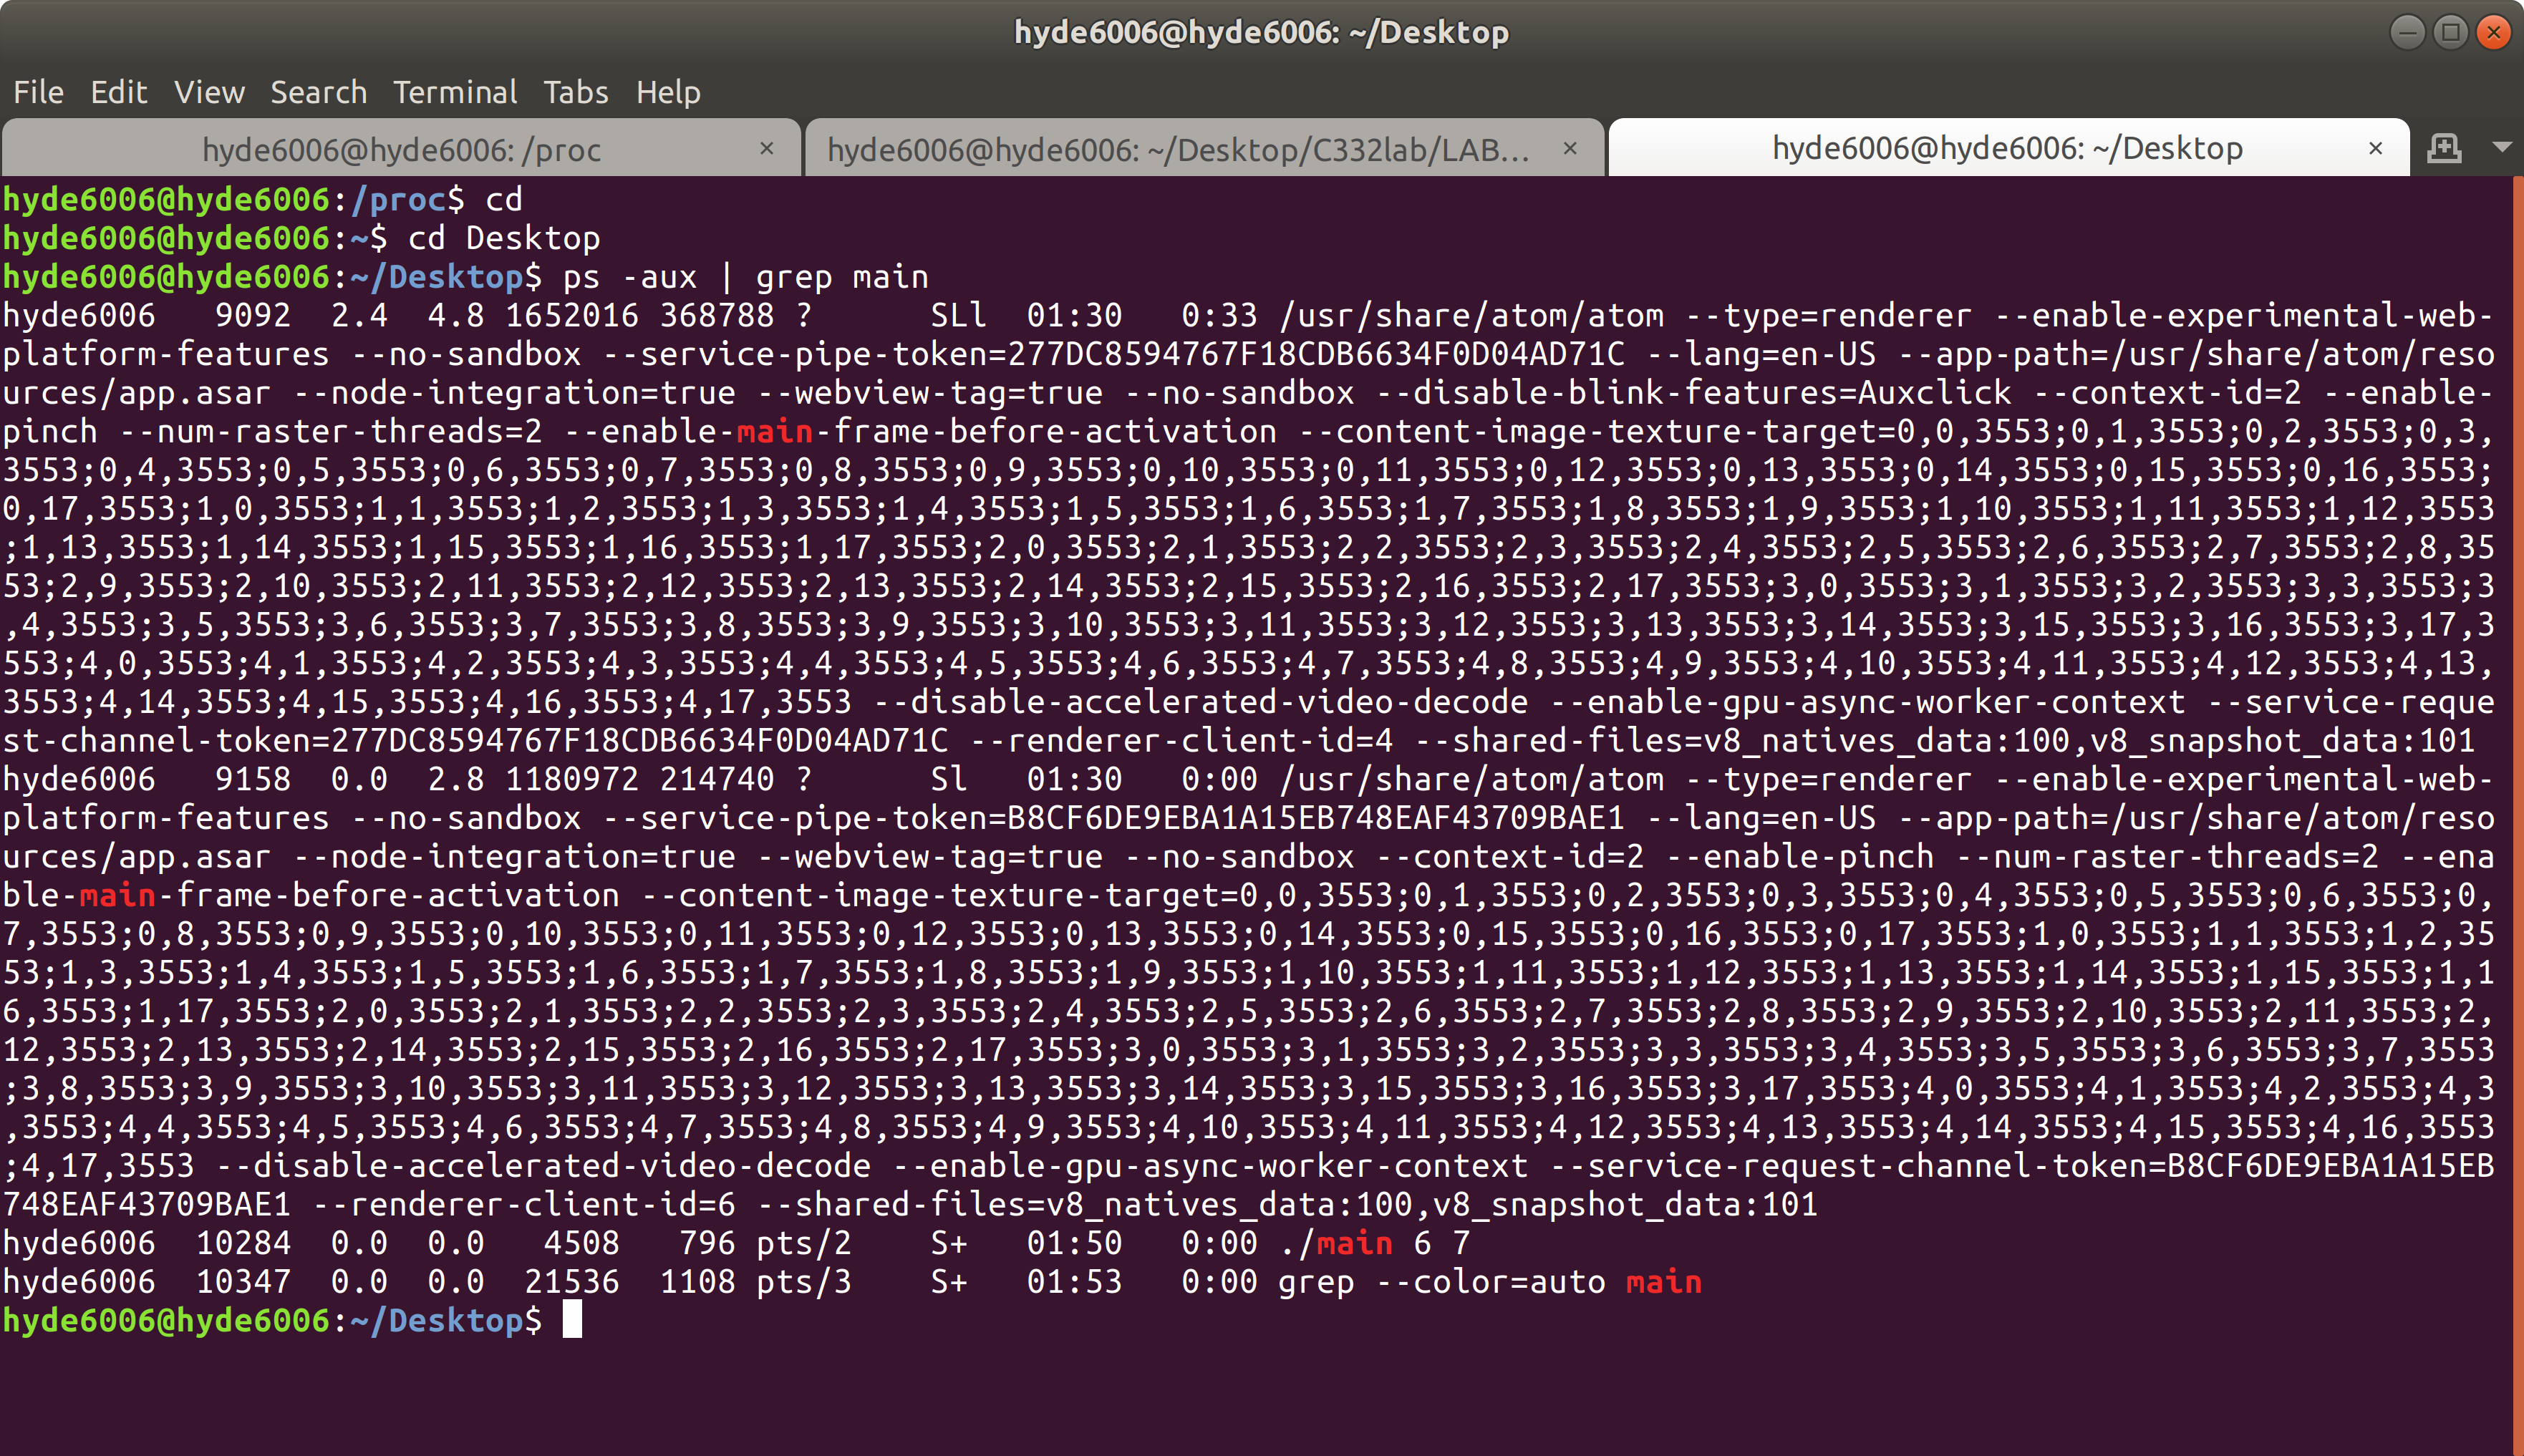 hyde6006@hyde6006: ~/Desktop
File Edit View Search Terminal Tabs Help
hyde6006@hyde6006: /proc × hyde6006@hyde6006: ~/Desktop/C332lab/LAB... × hyde6006@hyde6006: ~/Desktop ×
hyde6006@hyde6006:/proc$ cd
hyde6006@hyde6006:~$ cd Desktop
hyde6006@hyde6006:~/Desktop$ ps -aux | grep main
hyde6006   9092  2.4  4.8 1652016 368788 ?      SLl  01:30   0:33 /usr/share/atom/atom --type=renderer --enable-experimental-web-
platform-features --no-sandbox --service-pipe-token=277DC8594767F18CDB6634F0D04AD71C --lang=en-US --app-path=/usr/share/atom/reso
urces/app.asar --node-integration=true --webview-tag=true --no-sandbox --disable-blink-features=Auxclick --context-id=2 --enable-
pinch --num-raster-threads=2 --enable-main-frame-before-activation --content-image-texture-target=0,0,3553;0,1,3553;0,2,3553;0,3,
3553;0,4,3553;0,5,3553;0,6,3553;0,7,3553;0,8,3553;0,9,3553;0,10,3553;0,11,3553;0,12,3553;0,13,3553;0,14,3553;0,15,3553;0,16,3553;
0,17,3553;1,0,3553;1,1,3553;1,2,3553;1,3,3553;1,4,3553;1,5,3553;1,6,3553;1,7,3553;1,8,3553;1,9,3553;1,10,3553;1,11,3553;1,12,3553
;1,13,3553;1,14,3553;1,15,3553;1,16,3553;1,17,3553;2,0,3553;2,1,3553;2,2,3553;2,3,3553;2,4,3553;2,5,3553;2,6,3553;2,7,3553;2,8,35
53;2,9,3553;2,10,3553;2,11,3553;2,12,3553;2,13,3553;2,14,3553;2,15,3553;2,16,3553;2,17,3553;3,0,3553;3,1,3553;3,2,3553;3,3,3553;3
,4,3553;3,5,3553;3,6,3553;3,7,3553;3,8,3553;3,9,3553;3,10,3553;3,11,3553;3,12,3553;3,13,3553;3,14,3553;3,15,3553;3,16,3553;3,17,3
553;4,0,3553;4,1,3553;4,2,3553;4,3,3553;4,4,3553;4,5,3553;4,6,3553;4,7,3553;4,8,3553;4,9,3553;4,10,3553;4,11,3553;4,12,3553;4,13,
3553;4,14,3553;4,15,3553;4,16,3553;4,17,3553 --disable-accelerated-video-decode --enable-gpu-async-worker-context --service-reque
st-channel-token=277DC8594767F18CDB6634F0D04AD71C --renderer-client-id=4 --shared-files=v8_natives_data:100,v8_snapshot_data:101
hyde6006   9158  0.0  2.8 1180972 214740 ?      Sl   01:30   0:00 /usr/share/atom/atom --type=renderer --enable-experimental-web-
platform-features --no-sandbox --service-pipe-token=B8CF6DE9EBA1A15EB748EAF43709BAE1 --lang=en-US --app-path=/usr/share/atom/reso
urces/app.asar --node-integration=true --webview-tag=true --no-sandbox --context-id=2 --enable-pinch --num-raster-threads=2 --ena
ble-main-frame-before-activation --content-image-texture-target=0,0,3553;0,1,3553;0,2,3553;0,3,3553;0,4,3553;0,5,3553;0,6,3553;0,
7,3553;0,8,3553;0,9,3553;0,10,3553;0,11,3553;0,12,3553;0,13,3553;0,14,3553;0,15,3553;0,16,3553;0,17,3553;1,0,3553;1,1,3553;1,2,35
53;1,3,3553;1,4,3553;1,5,3553;1,6,3553;1,7,3553;1,8,3553;1,9,3553;1,10,3553;1,11,3553;1,12,3553;1,13,3553;1,14,3553;1,15,3553;1,1
6,3553;1,17,3553;2,0,3553;2,1,3553;2,2,3553;2,3,3553;2,4,3553;2,5,3553;2,6,3553;2,7,3553;2,8,3553;2,9,3553;2,10,3553;2,11,3553;2,
12,3553;2,13,3553;2,14,3553;2,15,3553;2,16,3553;2,17,3553;3,0,3553;3,1,3553;3,2,3553;3,3,3553;3,4,3553;3,5,3553;3,6,3553;3,7,3553
;3,8,3553;3,9,3553;3,10,3553;3,11,3553;3,12,3553;3,13,3553;3,14,3553;3,15,3553;3,16,3553;3,17,3553;4,0,3553;4,1,3553;4,2,3553;4,3
,3553;4,4,3553;4,5,3553;4,6,3553;4,7,3553;4,8,3553;4,9,3553;4,10,3553;4,11,3553;4,12,3553;4,13,3553;4,14,3553;4,15,3553;4,16,3553
;4,17,3553 --disable-accelerated-video-decode --enable-gpu-async-worker-context --service-request-channel-token=B8CF6DE9EBA1A15EB
748EAF43709BAE1 --renderer-client-id=6 --shared-files=v8_natives_data:100,v8_snapshot_data:101
hyde6006  10284  0.0  0.0   4508   796 pts/2    S+   01:50   0:00 ./main 6 7
hyde6006  10347  0.0  0.0  21536  1108 pts/3    S+   01:53   0:00 grep --color=auto main
hyde6006@hyde6006:~/Desktop$